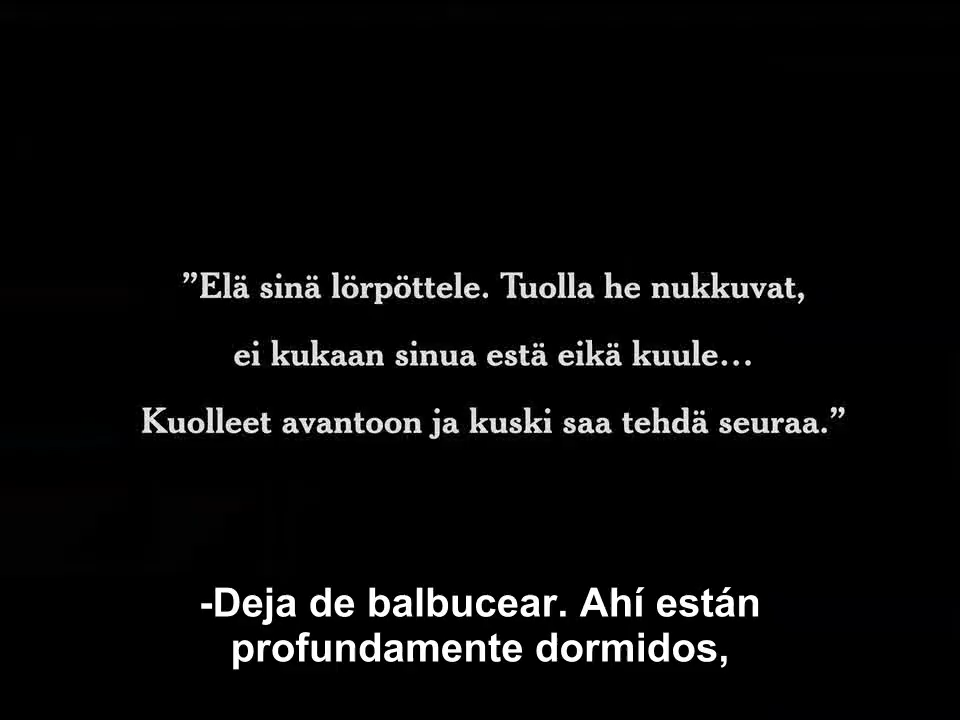 ”Elä sinä lörpöttele. Tuolla he nukkuvat,
ei kukaan sinua estä eikä kuule...
Kuolleet avantoon ja kuski saa tehdä seuraa.”
-Deja de balbucear. Ahí están
profundamente dormidos,